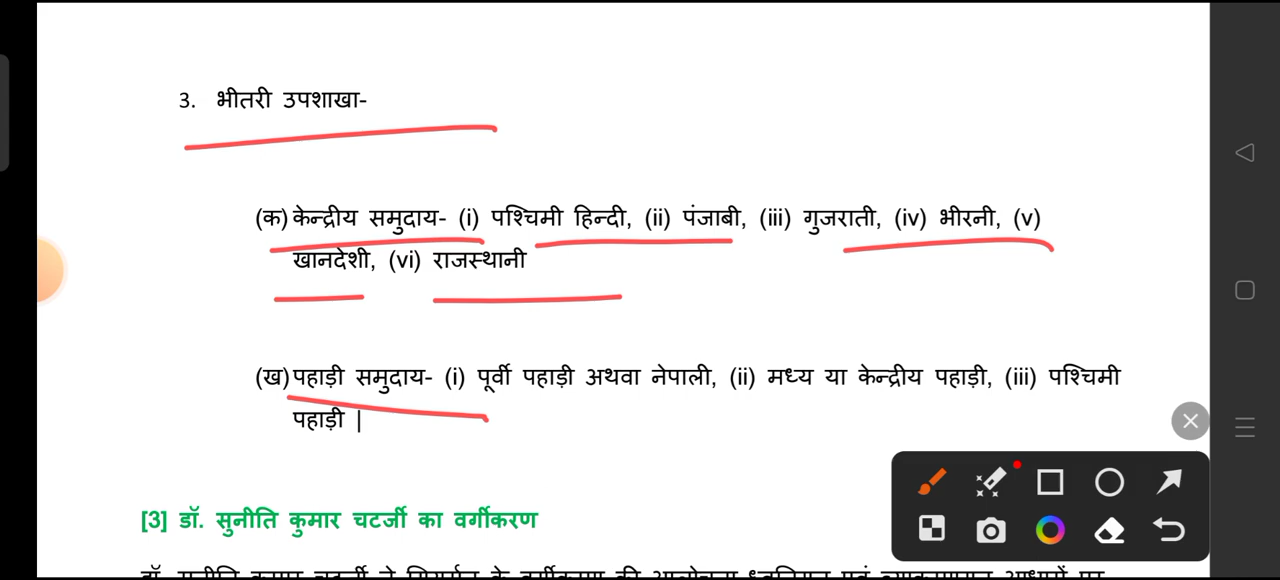 3. भीतरी उपशाखा-
(क) केन्द्रीय समुदाय- (i) पश्चिमी हिन्दी, (ii) पंजाबी, (iii) गुजराती, (iv) भीरनी, (v)
खानदेशी, (vi) राजस्थानी
(ख) पहाड़ी समुदाय- (i) पूर्वी पहाड़ी अथवा नेपाली, (ii) मध्य या केन्द्रीय पहाड़ी, (iii) पश्चिमी
पहाड़ी |
[3] डॉ. सुनीति कुमार चटर्जी का वर्गीकरण